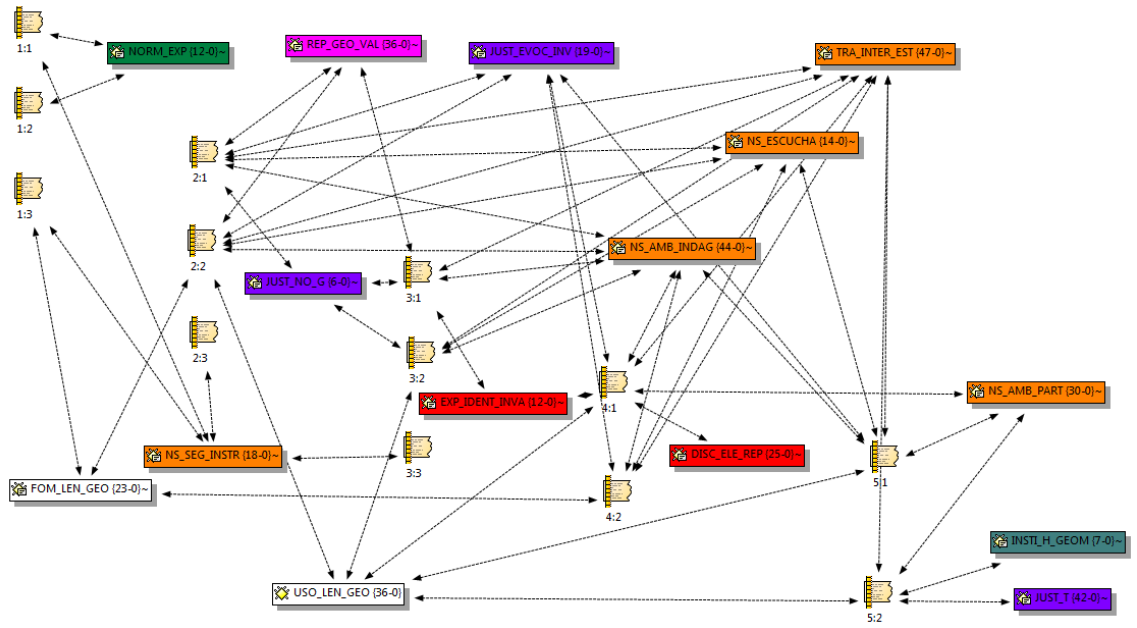 1:1
NORM_EXP {12-0}~
REP_GEO_VAL {36-0}~
JUST_EVOC_INV {19-0}~
TRA_INTER_EST {47-0}~
1:2
NS_ESCUCHA {14-0}~
2:1
1:3
NS_AMB_INDAG {44-0}~
2:2
JUST_NO_G {6-0}~
3:1
2:3
3:2
EXP_IDENT_INVA {12-0}~
4:1
NS_AMB_PART {30-0}~
NS_SEG_INSTR {18-0}~
3:3
DISC_ELE_REP {25-0}~
5:1
FOM_LEN_GEO {23-0}~
4:2
INSTI_H_GEOM {7-0}~
USO_LEN_GEO {36-0}
JUST_T {42-0}~
5:2